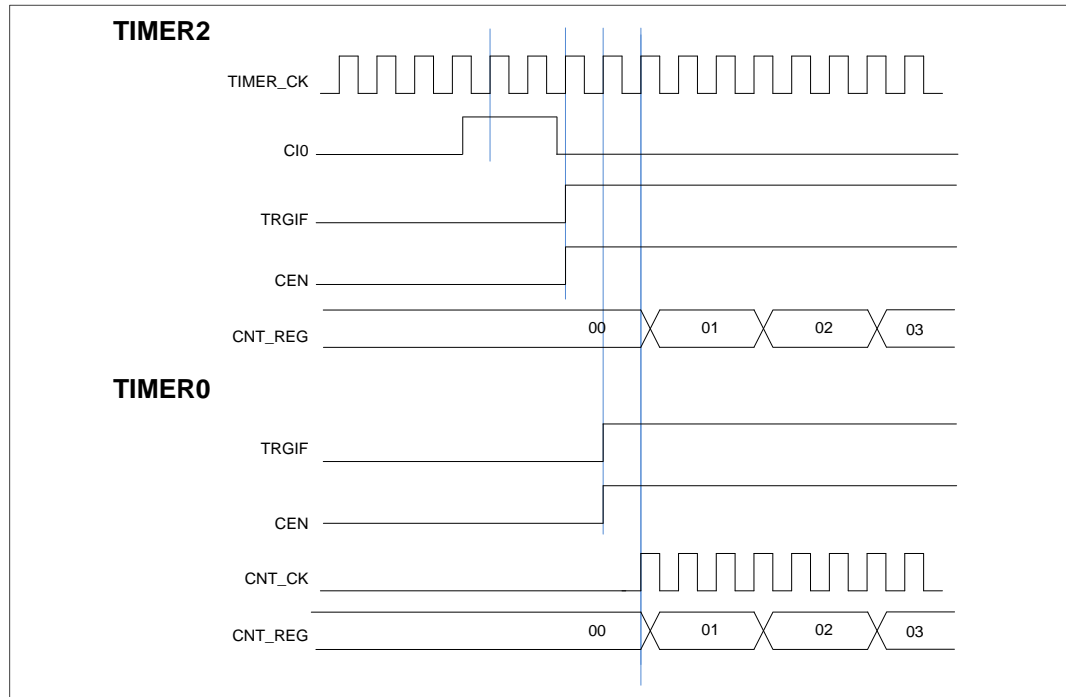 TIMER2
TIMER_CK
CI0
TRGIF
CEN
CNT_REG 00 01 02 03
TIMER0
TRGIF
CEN
CNT_CK
CNT_REG 00 01 02 03